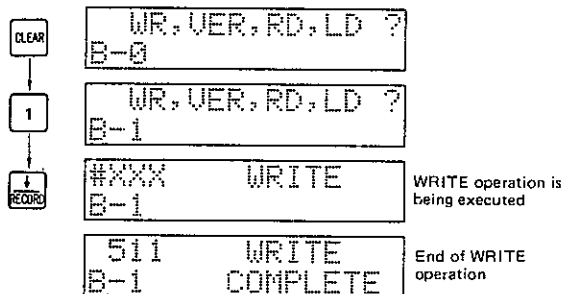 CLEAR
WR,VER,RD,LD ?
B-0
1
WR,VER,RD,LD ?
B-1
↓
RECORD
#XXX WRITE
B-1
WRITE operation is
being executed
511 WRITE
B-1 COMPLETE
End of WRITE
operation